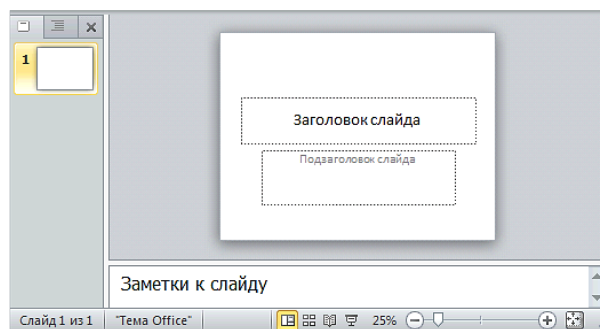 1
Заголовок слайда
Подзаголовок слайда
Заметки к слайду
Слайд 1 из 1 "Тема Office" 25%